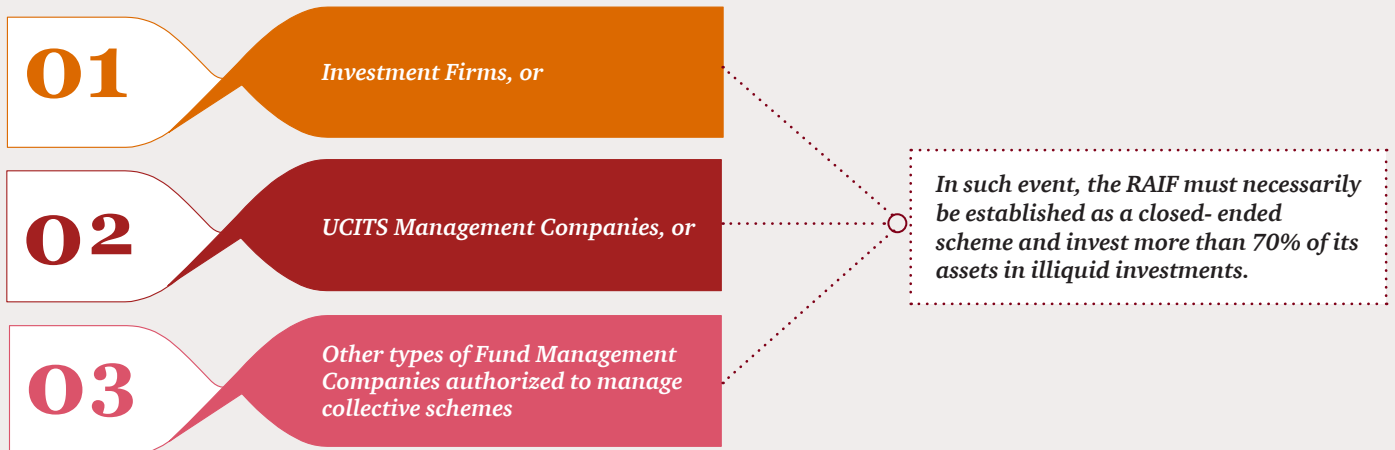 01
Investment Firms, or
02
UCITS Management Companies, or
03
Other types of Fund Management
Companies authorized to manage
collective schemes
In such event, the RAIF must necessarily
be established as a closed- ended
scheme and invest more than 70% of its
assets in illiquid investments.